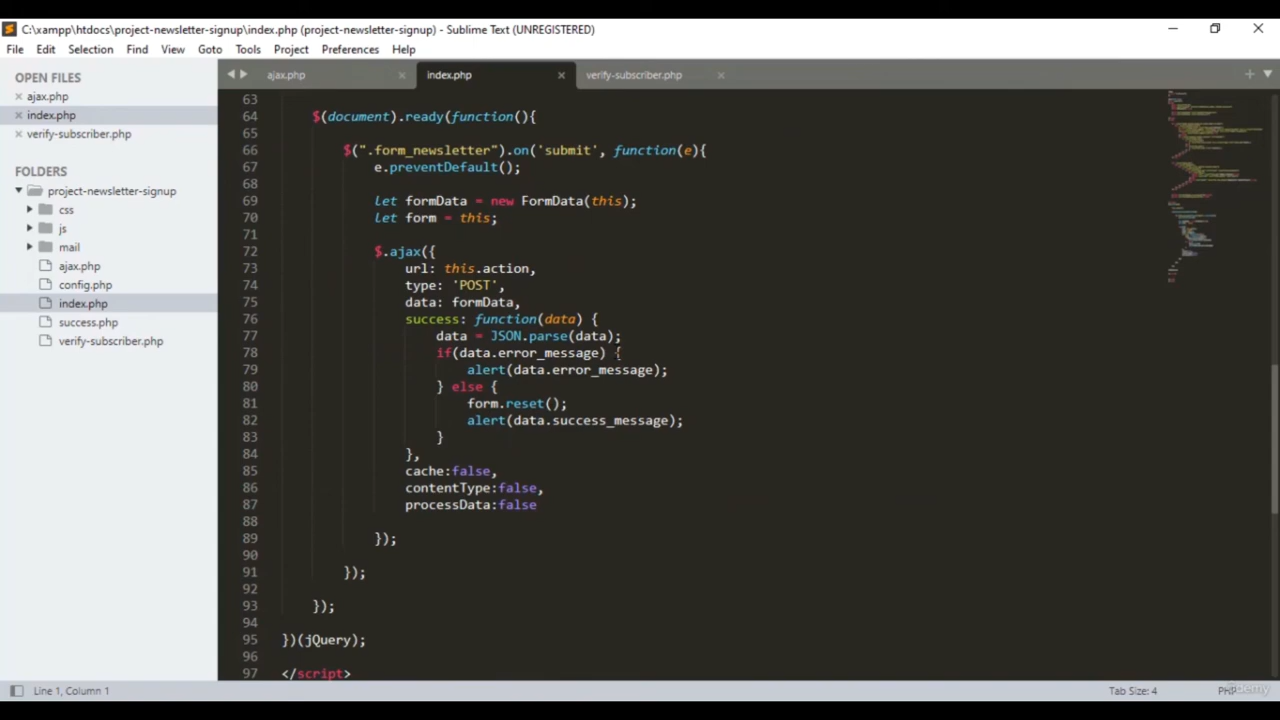 C:\xampp\htdocs\project-newsletter-signup\index.php (project-newsletter-signup) - Sublime Text (UNREGISTERED)
File Edit Selection Find View Goto Tools Project Preferences Help
OPEN FILES
ajax.php
index.php
verify-subscriber.php
FOLDERS
project-newsletter-signup
css
js
mail
ajax.php
config.php
index.php
success.php
verify-subscriber.php
ajax.php index.php verify-subscriber.php
63
64 $(document).ready(function(){
65
66 $(".form_newsletter").on('submit', function(e){
67 e.preventDefault();
68
69 let formData = new FormData(this);
70 let form = this;
71
72 $.ajax({
73 url: this.action,
74 type: 'POST',
75 data: formData,
76 success: function(data) {
77 data = JSON.parse(data);
78 if(data.error_message) {
79 alert(data.error_message);
80 } else {
81 form.reset();
82 alert(data.success_message);
83 }
84 },
85 cache:false,
86 contentType:false,
87 processData:false
88
89 });
90
91 });
92
93 });
94
95 })(jQuery);
96
97 </script>
Line 1, Column 1 Tab Size: 4 PHP